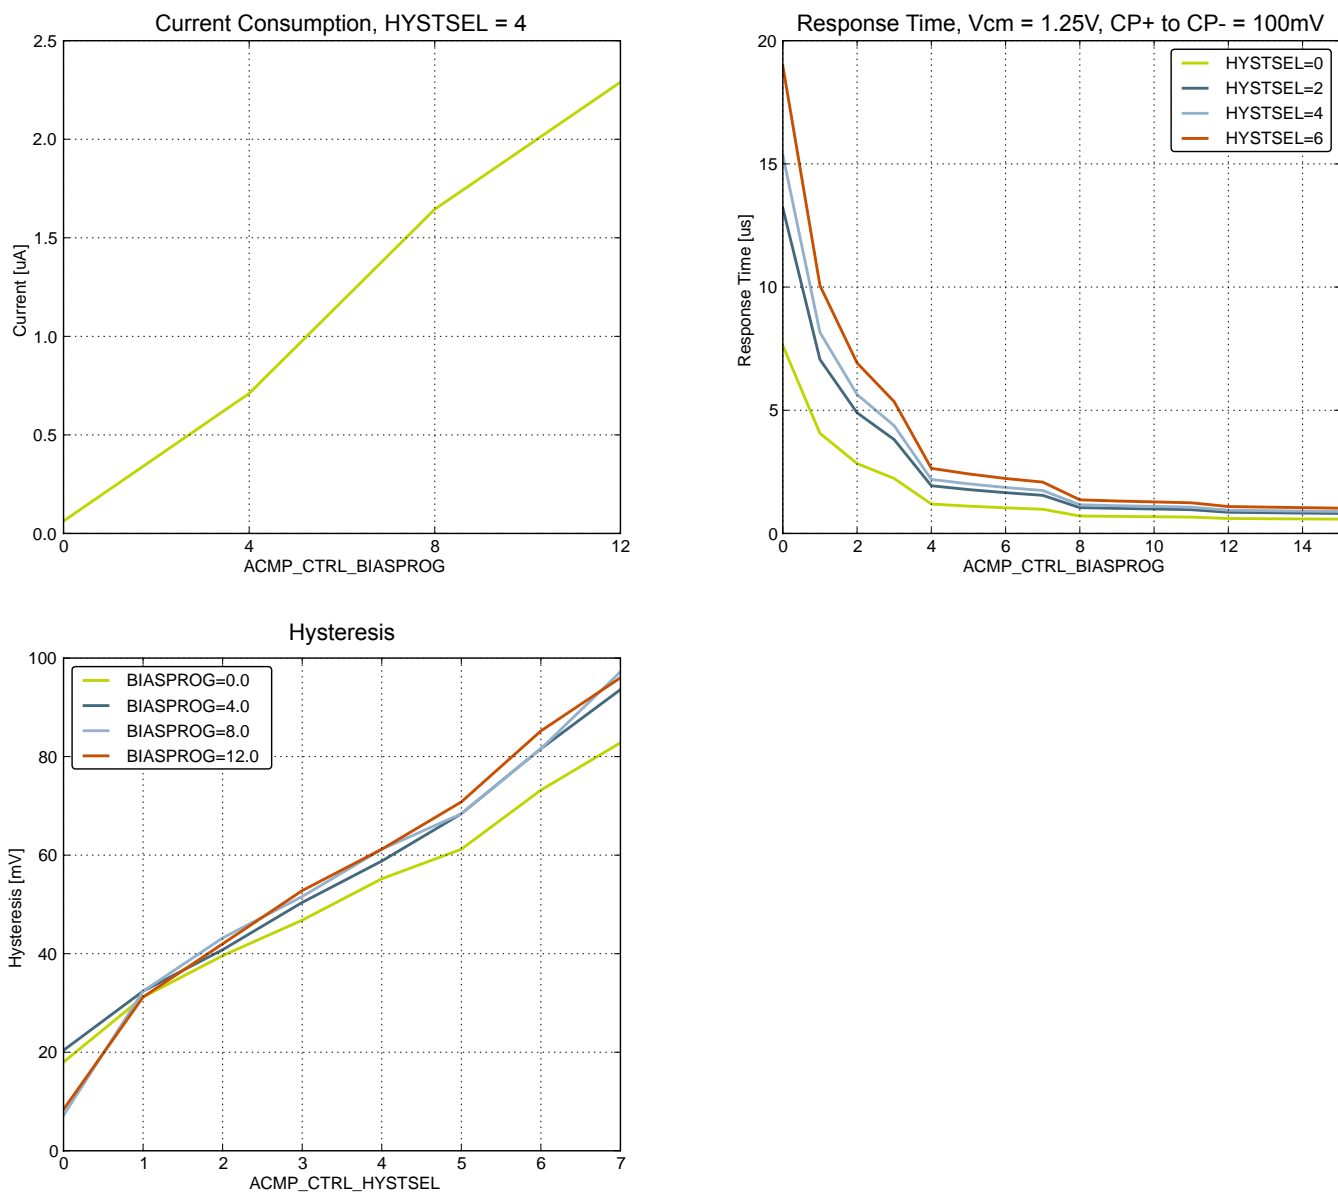 Current Consumption, HYSTSEL = 4
2.5
2.0
1.5
1.0
0.5
0.0
Current [uA]
0 4 8 12
ACMP_CTRL_BIASPROG
Response Time, Vcm = 1.25V, CP+ to CP- = 100mV
20
15
10
5
0
Response Time [us]
HYSTSEL=0
HYSTSEL=2
HYSTSEL=4
HYSTSEL=6
0 2 4 6 8 10 12 14
ACMP_CTRL_BIASPROG
Hysteresis
100
80
60
40
20
0
Hysteresis [mV]
BIASPROG=0.0
BIASPROG=4.0
BIASPROG=8.0
BIASPROG=12.0
0 1 2 3 4 5 6 7
ACMP_CTRL_HYSTSEL